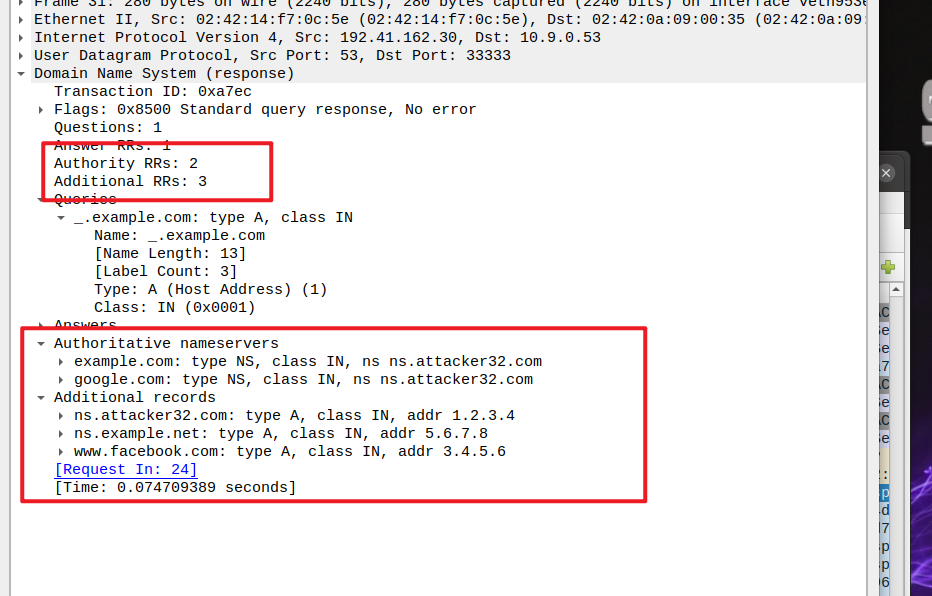 Frame 31: 280 bytes on wire (2240 bits), 280 bytes captured (2240 bits) on interface veth953
Ethernet II, Src: 02:42:14:f7:0c:5e (02:42:14:f7:0c:5e), Dst: 02:42:0a:09:00:35 (02:42:0a:09:
Internet Protocol Version 4, Src: 192.41.162.30, Dst: 10.9.0.53
User Datagram Protocol, Src Port: 53, Dst Port: 33333
Domain Name System (response)
Transaction ID: 0xa7ec
Flags: 0x8500 Standard query response, No error
Questions: 1
Answer RRs: 1
Authority RRs: 2
Additional RRs: 3
Queries
_.example.com: type A, class IN
Name: _.example.com
[Name Length: 13]
[Label Count: 3]
Type: A (Host Address) (1)
Class: IN (0x0001)
Answers
Authoritative nameservers
example.com: type NS, class IN, ns ns.attacker32.com
google.com: type NS, class IN, ns ns.attacker32.com
Additional records
ns.attacker32.com: type A, class IN, addr 1.2.3.4
ns.example.net: type A, class IN, addr 5.6.7.8
www.facebook.com: type A, class IN, addr 3.4.5.6
[Request In: 24]
[Time: 0.074709389 seconds]